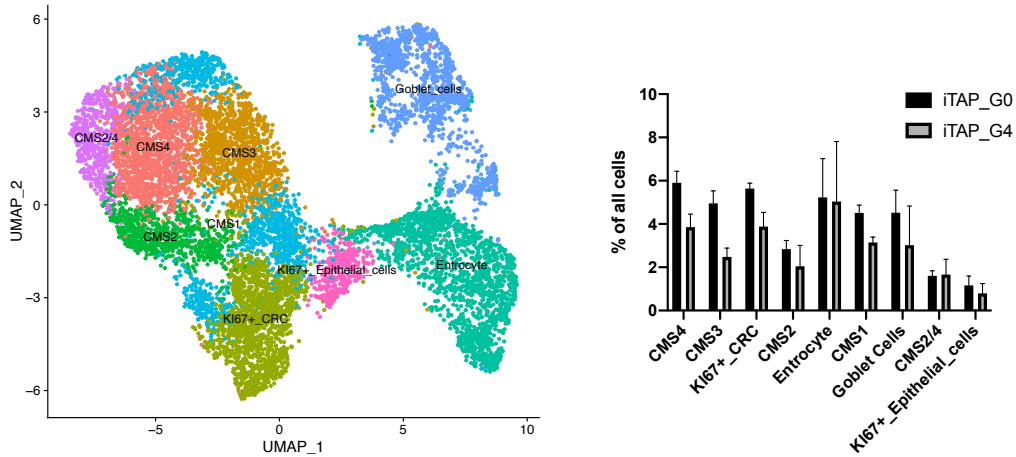 6
3
0
−3
−6
UMAP_2
−5
0
5
10
UMAP_1
Goblet_cells
CMS2/4
CMS4
CMS3
CMS1
CMS2
KI67+_Epithelial_cells
Entrocyte
KI67+_CRC
iTAP_G0
iTAP_G4
10
8
6
4
2
0
% of all cells
CMS4
CMS3
KI67+_CRC
CMS2
Entrocyte
CMS1
Goblet Cells
CMS2/4
KI67+_Epithelial_cells